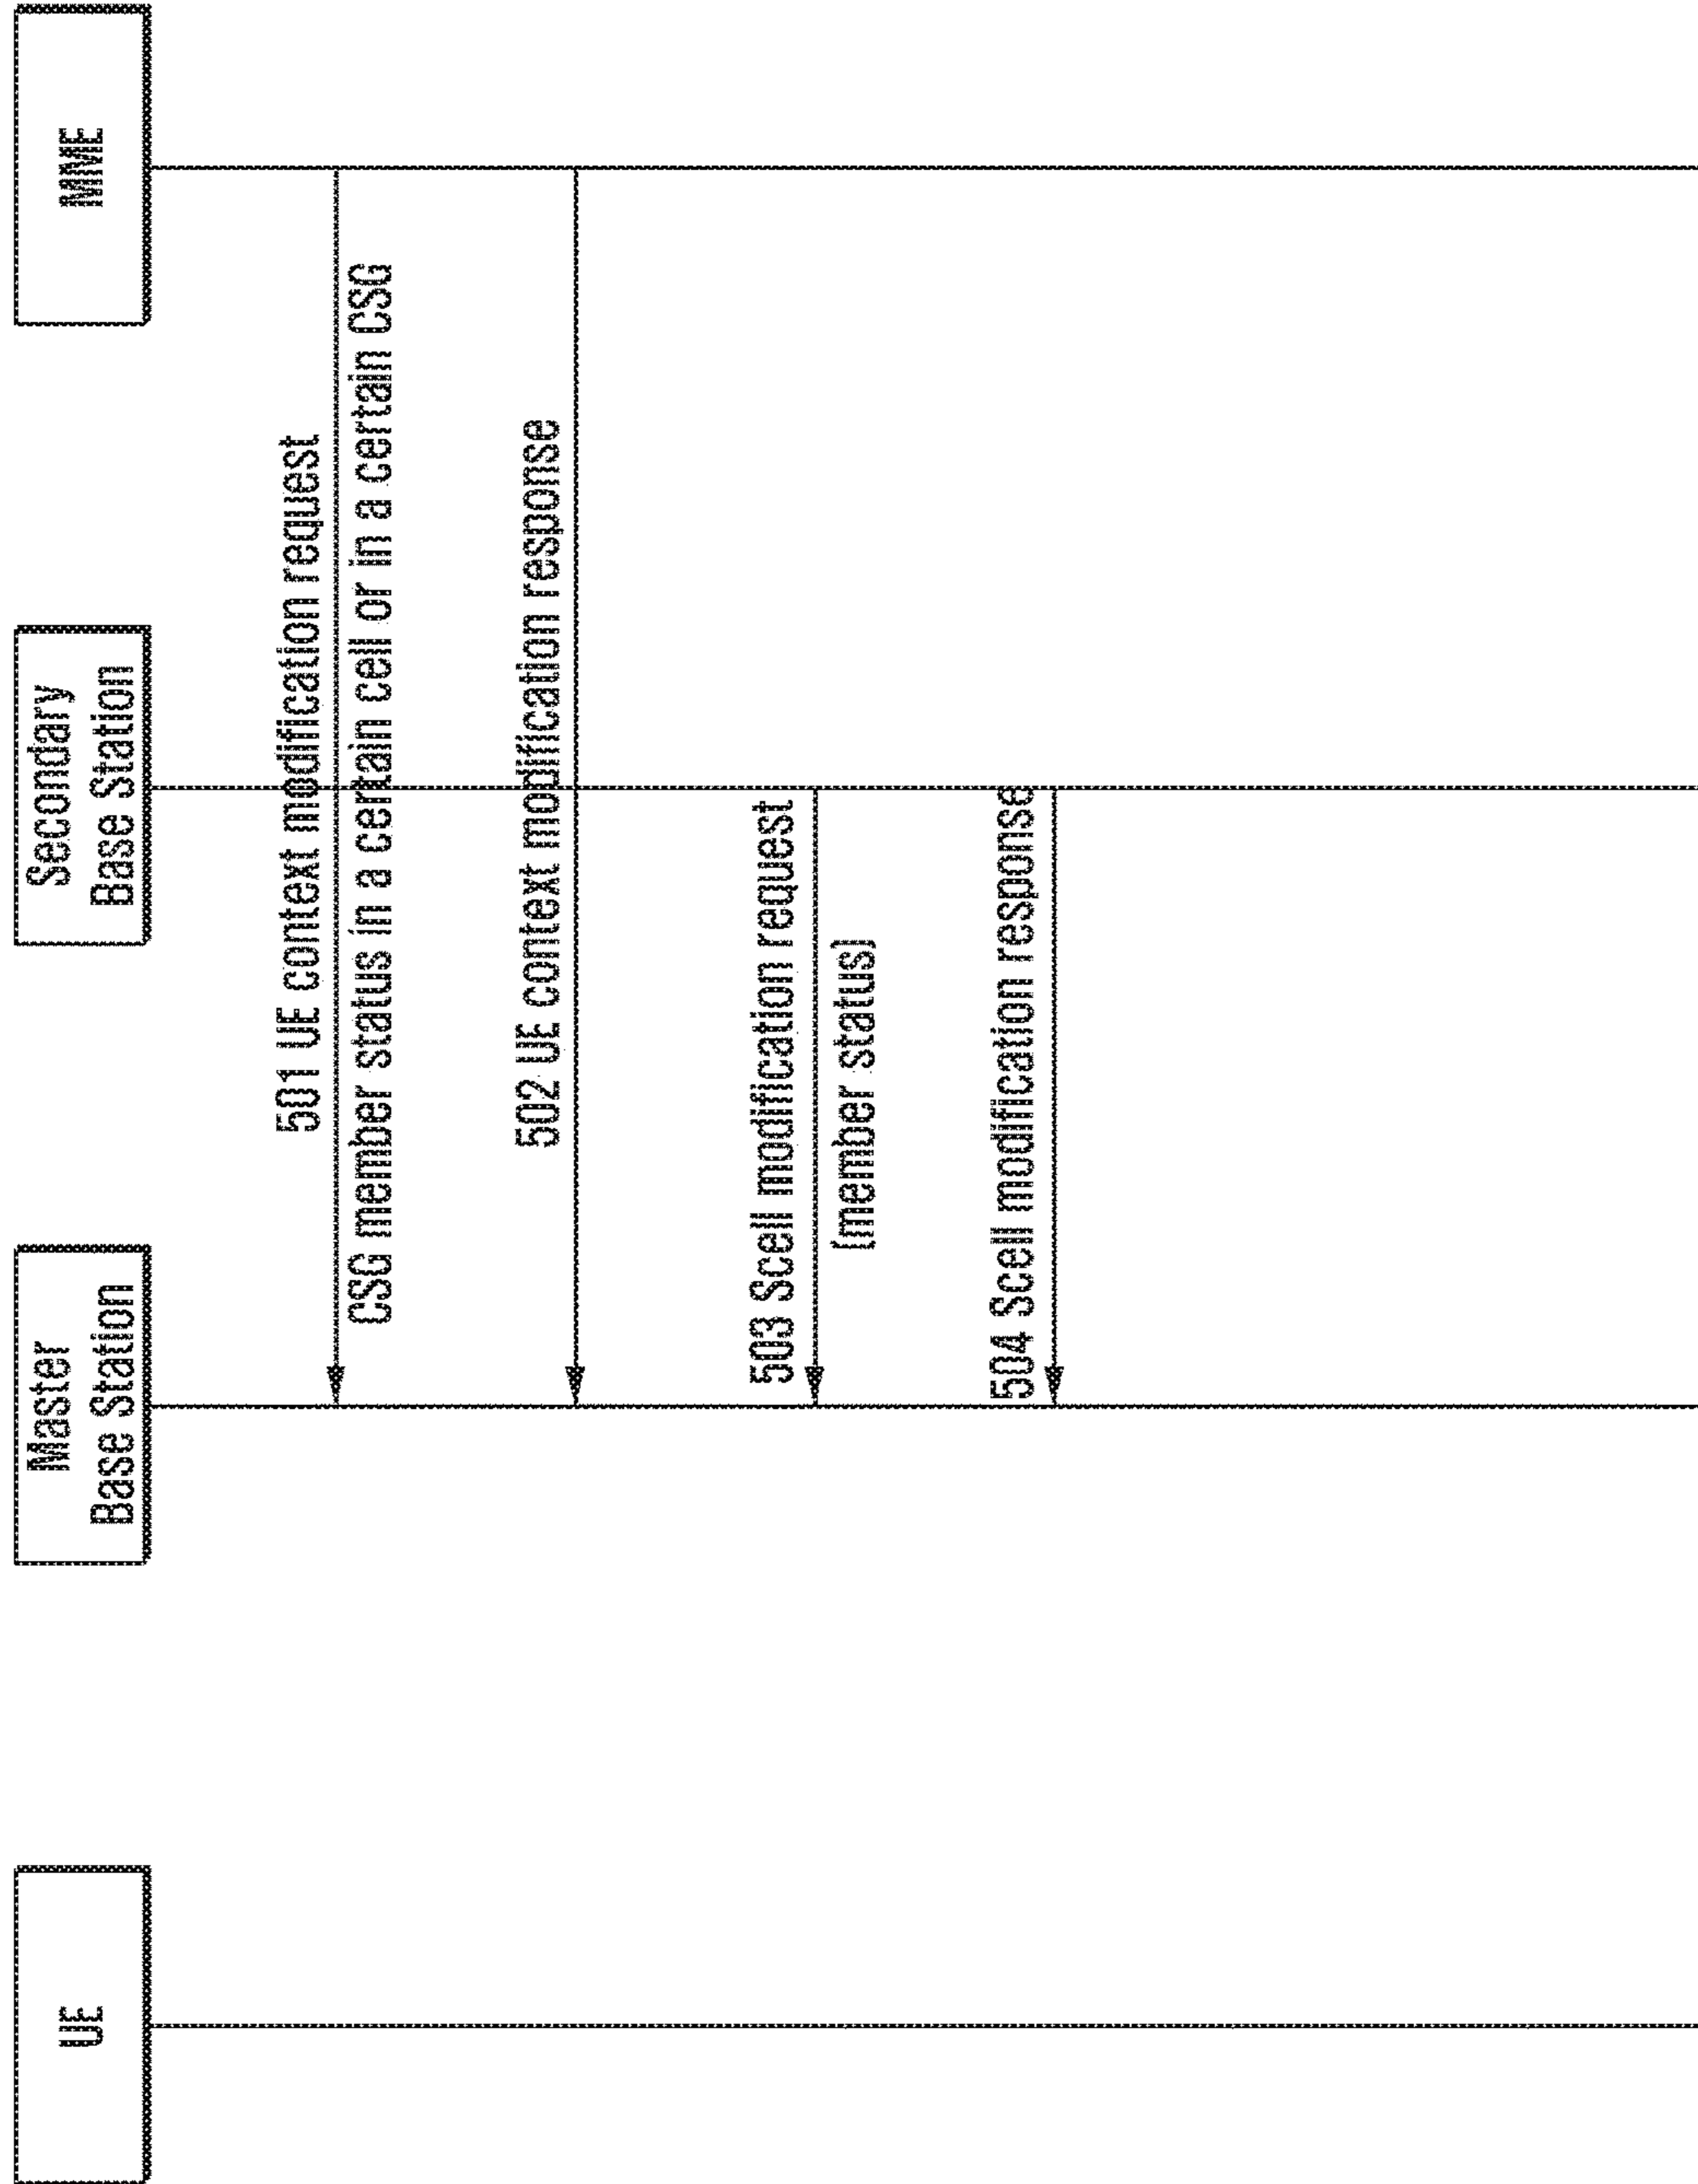 UE
Master
Base Station
Secondary
Base Station
MME
501 UE context modification request
CSG member status in a certain cell or in a certain CSG
502 UE context modification response
503 Scell modification request
(member status)
504 Scell modification response